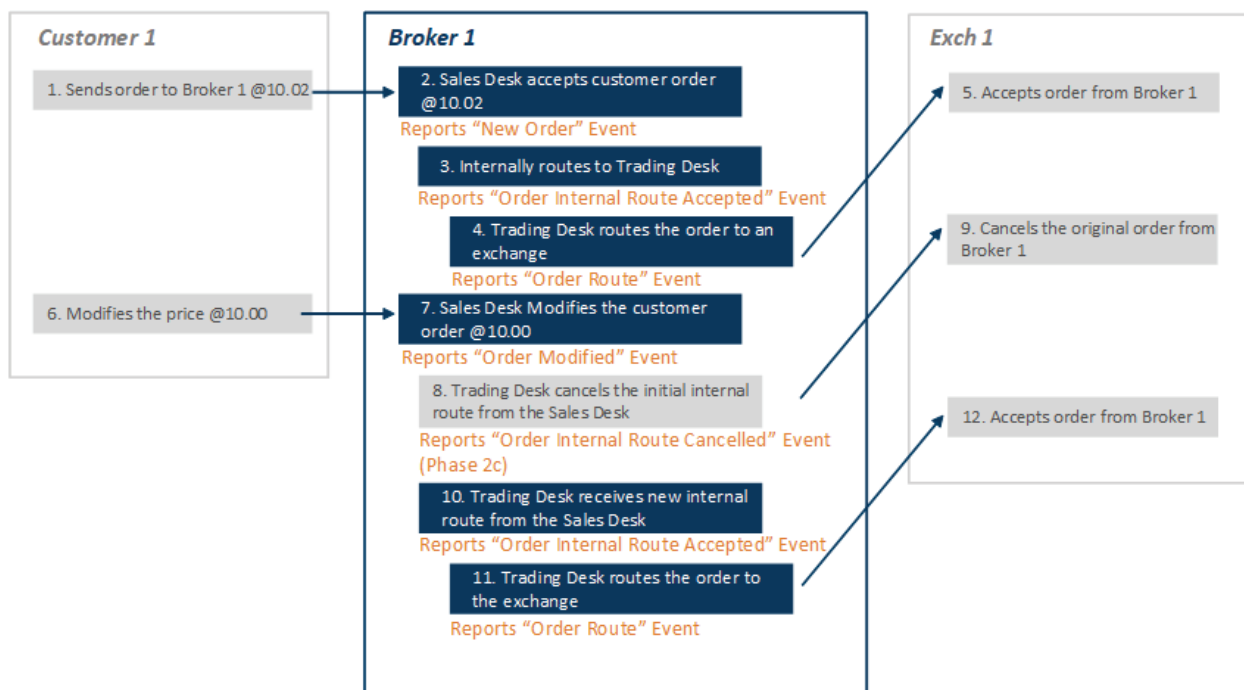 Customer 1
1. Sends order to Broker 1 @10.02
6. Modifies the price @10.00
Broker 1
2. Sales Desk accepts customer order
@10.02
Reports “New Order” Event
3. Internally routes to Trading Desk
Reports “Order Internal Route Accepted” Event
4. Trading Desk routes the order to an
exchange
Reports “Order Route” Event
7. Sales Desk Modifies the customer
order @10.00
Reports “Order Modified” Event
8. Trading Desk cancels the initial internal
route from the Sales Desk
Reports “Order Internal Route Cancelled” Event
(Phase 2c)
10. Trading Desk receives new internal
route from the Sales Desk
Reports “Order Internal Route Accepted” Event
11. Trading Desk routes the order to
the exchange
Reports “Order Route” Event
Exch 1
5. Accepts order from Broker 1
9. Cancels the original order from
Broker 1
12. Accepts order from Broker 1